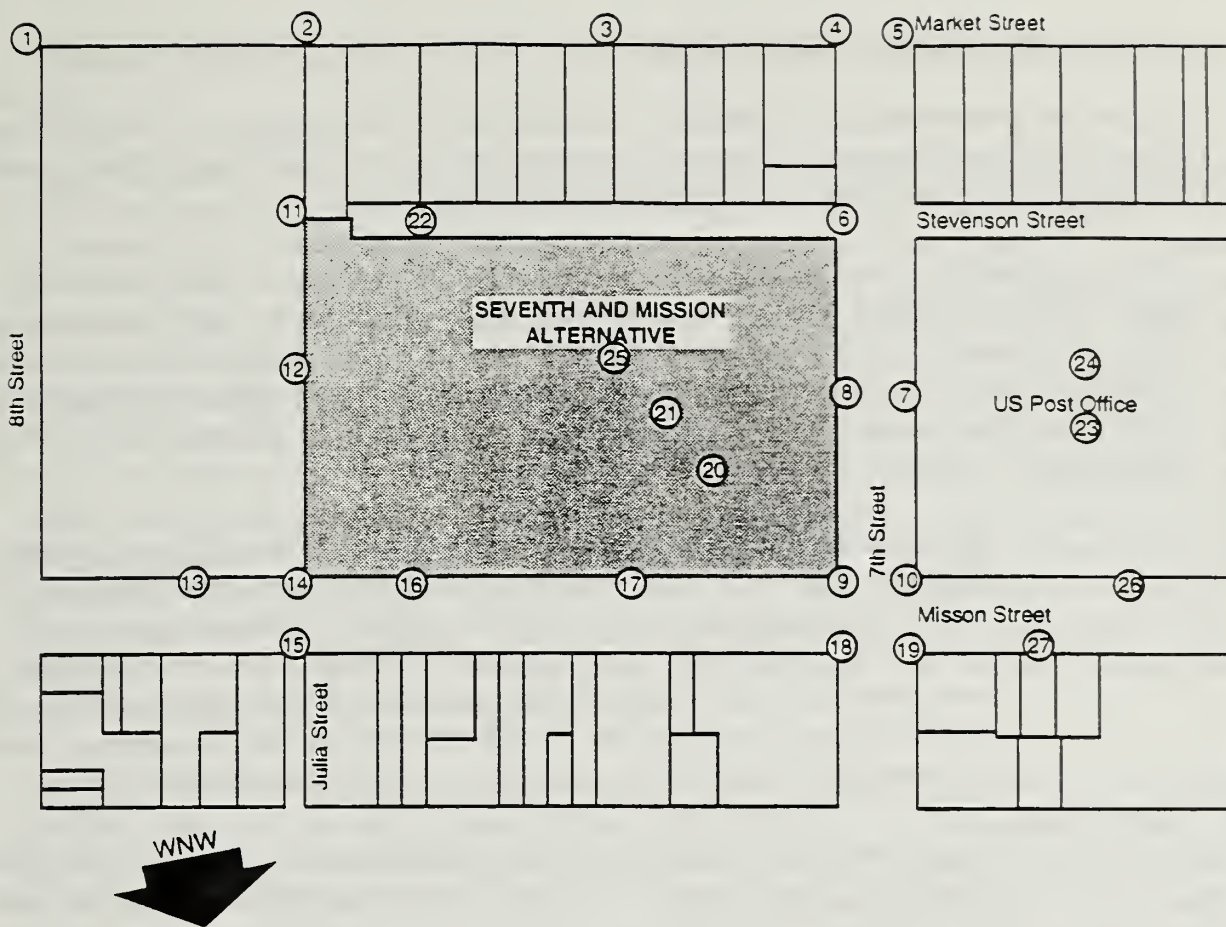 1
2
3
4
5
Market Street
11
22
6
Stevenson Street
SEVENTH AND MISSION
ALTERNATIVE
8th Street
12
25
24
8
7
US Post Office
21
23
20
7th Street
13
14
16
17
9
10
26
Misson Street
15
18
19
27
Julia Street
WNW